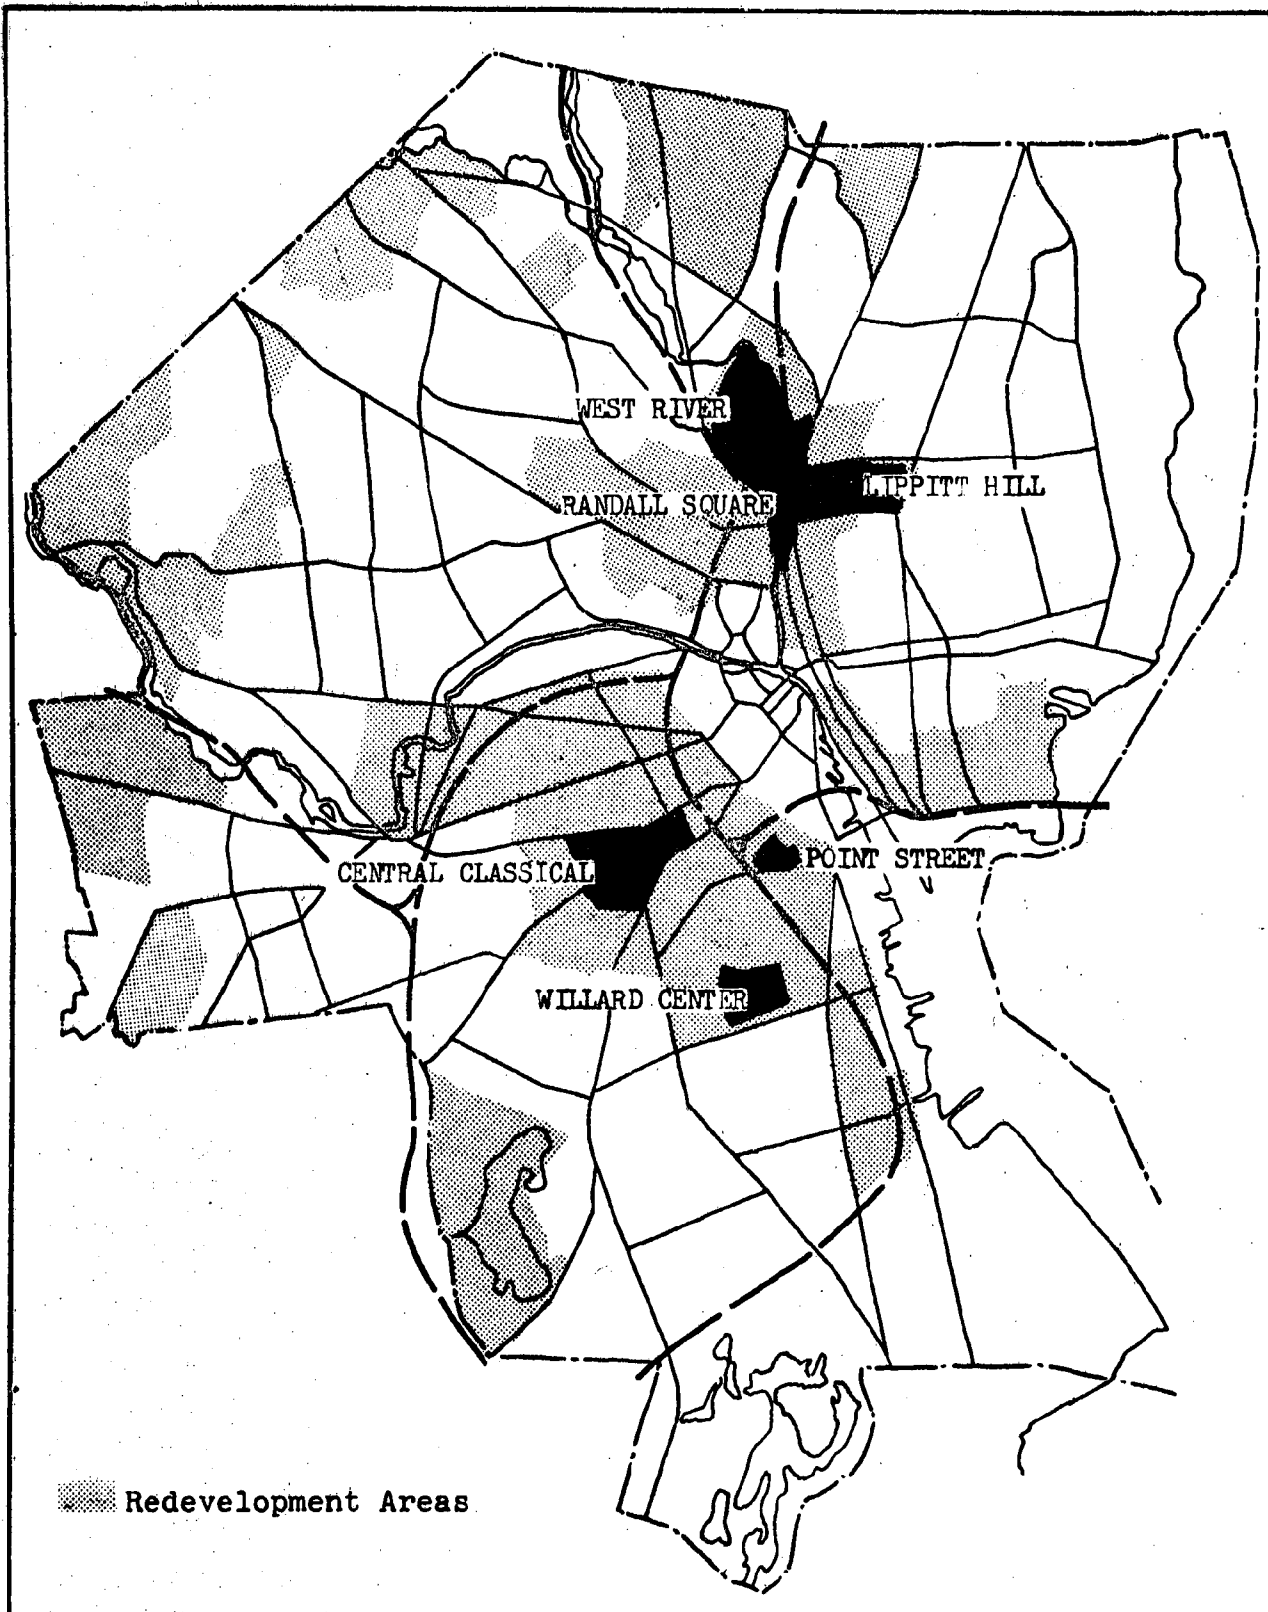 WEST RIVER
LIPPITT HILL
RANDALL SQUARE
POINT STREET
CENTRAL CLASSICAL
WILLARD CENTER
Redevelopment Areas